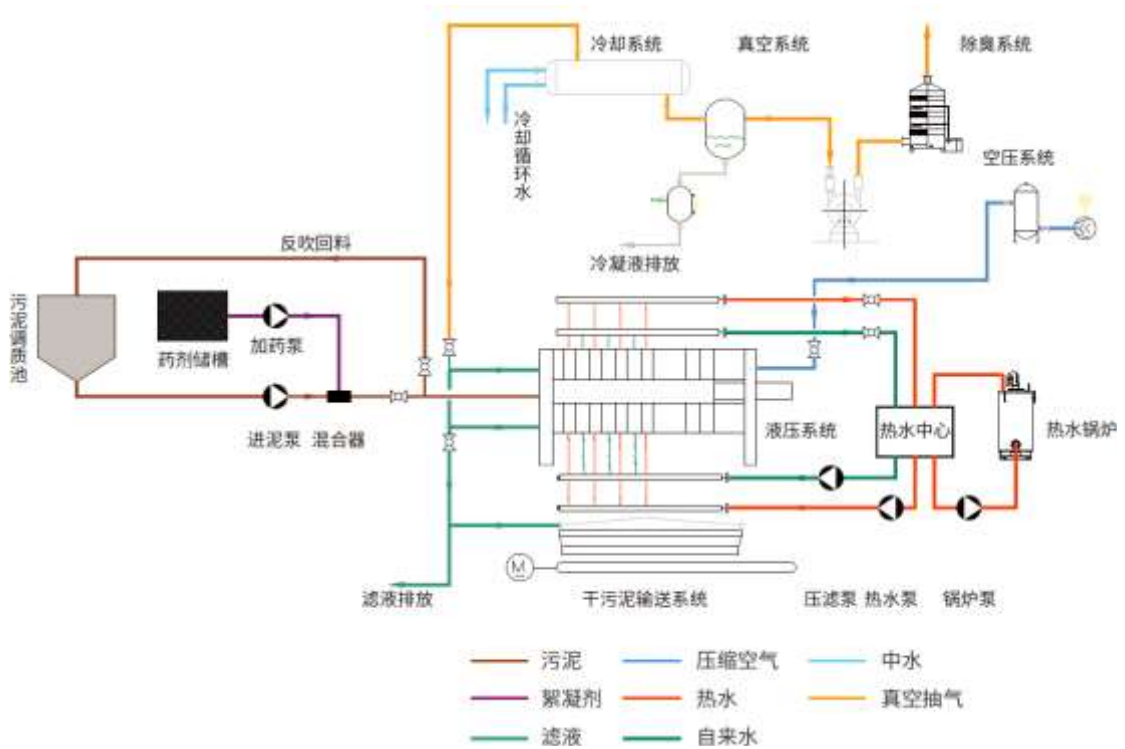 冷却系统
真空系统
除臭系统
冷却循环水
空压系统
反吹回料
冷凝液排放
污泥调质池
药剂储槽
加药泵
进泥泵
混合器
液压系统
热水中心
热水锅炉
M
滤液排放
干污泥输送系统
压滤泵
热水泵
锅炉泵
污泥
压缩空气
中水
絮凝剂
热水
真空抽气
滤液
自来水